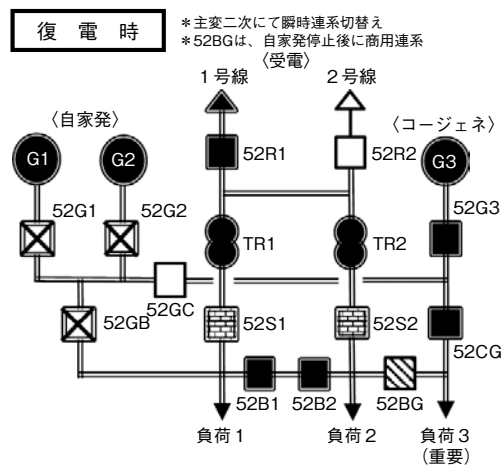 復電時
＊主変二次にて瞬時連系切替え
＊52BGは、自家発停止後に商用連系
〈受電〉
1号線
2号線
〈自家発〉
〈コージェネ〉
52R1
52R2
G1
G2
G3
52G1
52G2
52G3
TR1
TR2
52GC
52GB
52S1
52S2
52CG
52B1
52B2
52BG
負荷1
負荷2
負荷3
（重要）